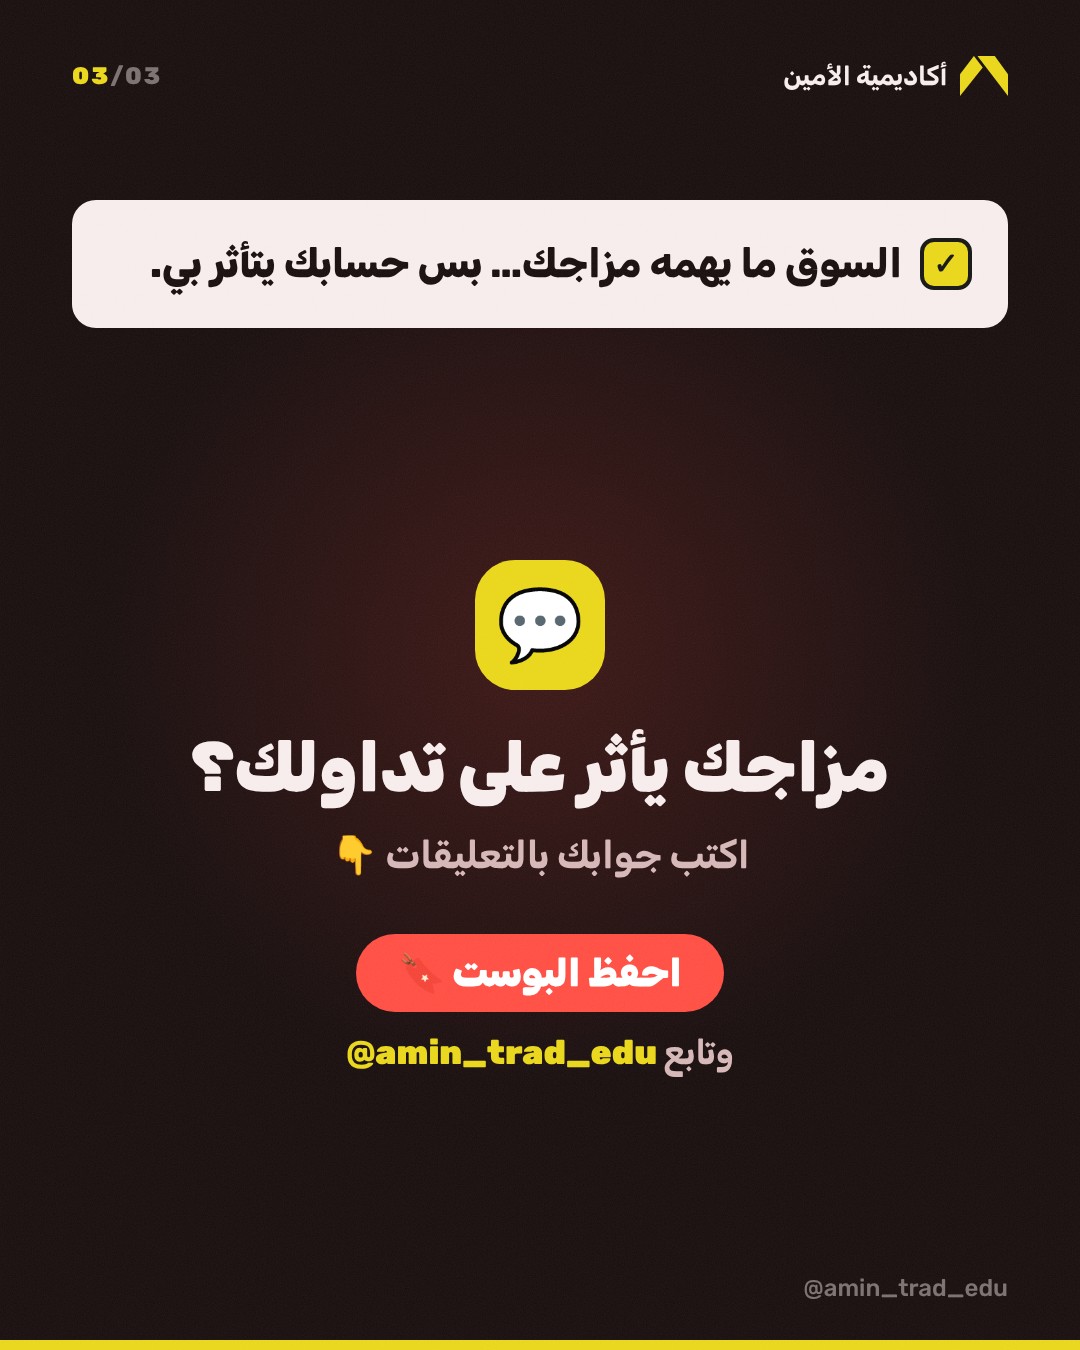 أكاديمية الأمين
03/03
✓ السوق ما يهمه مزاجك... بس حسابك يتأثر بي.
مزاجك يأثر على تداولك؟
اكتب جوابك بالتعليقات 👇
احفظ البوست 🔖
وتابع @amin_trad_edu
@amin_trad_edu